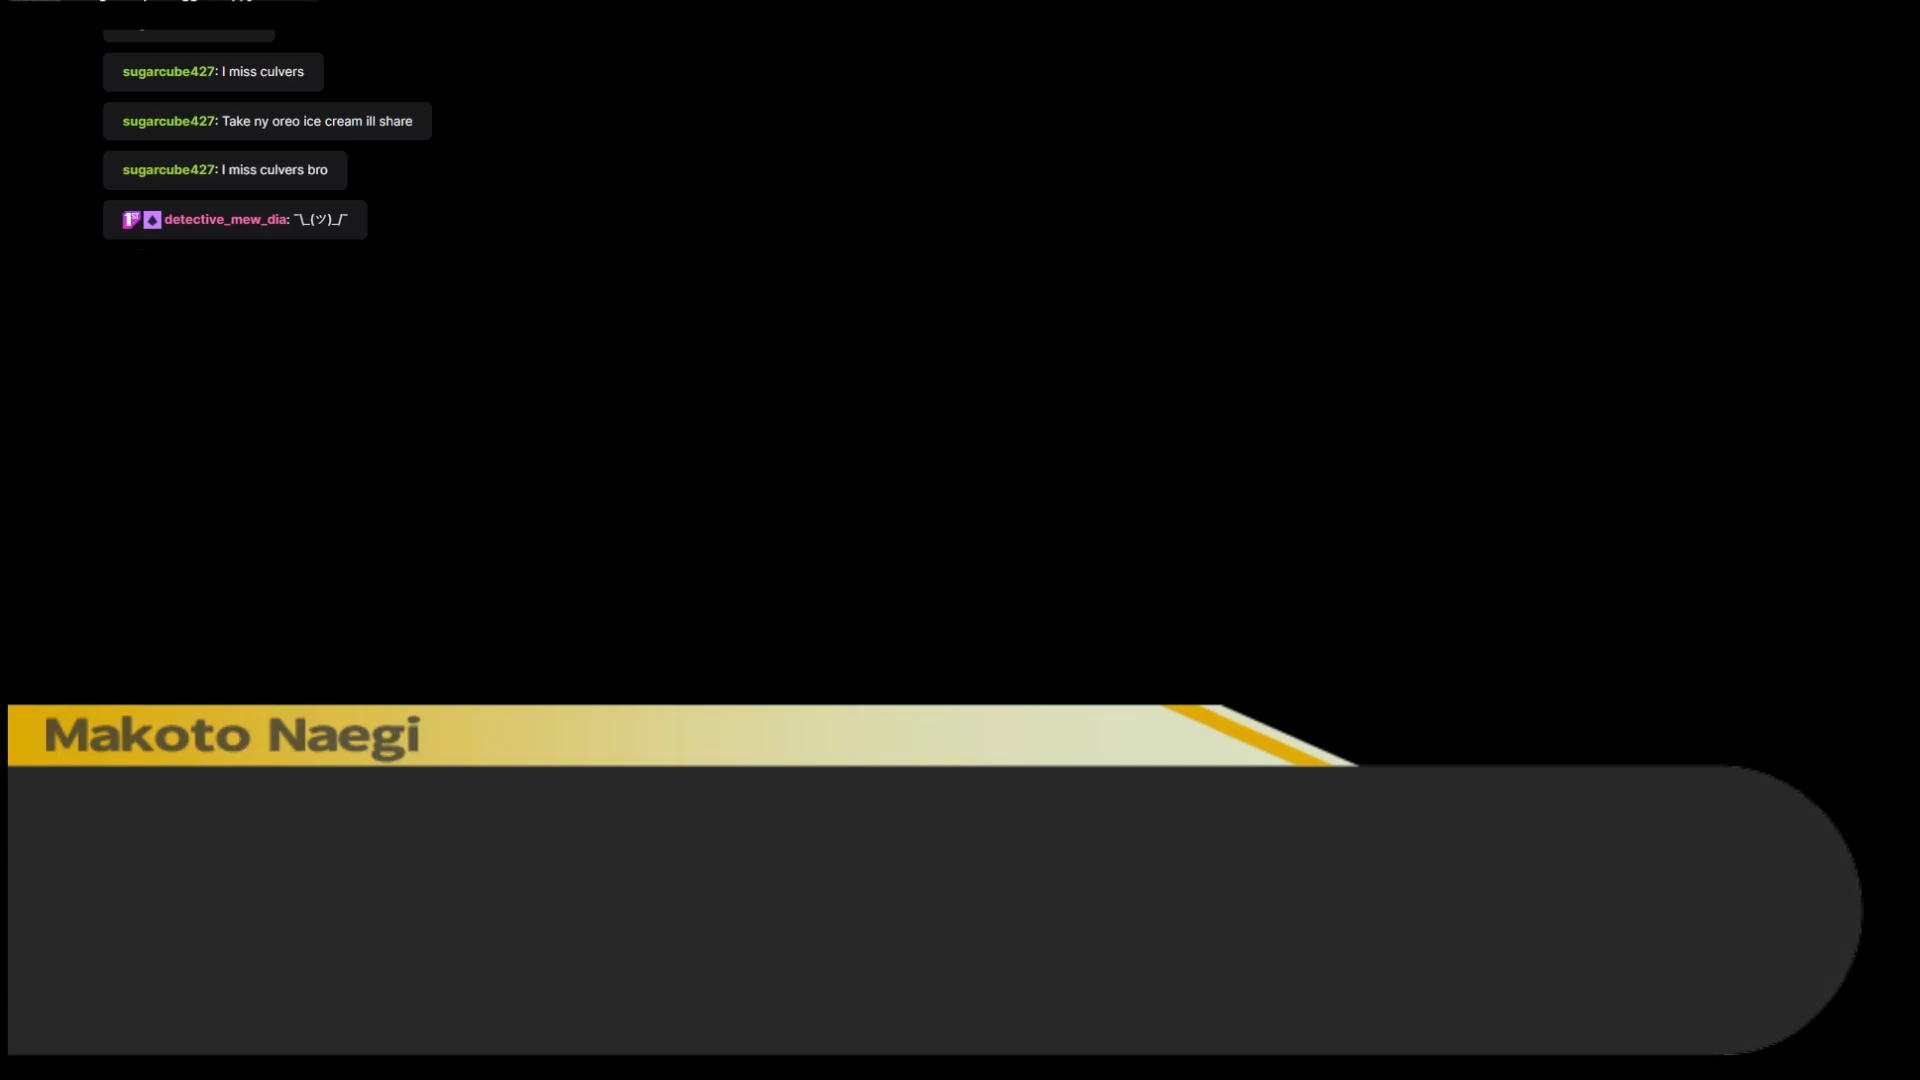 sugarcube427: I miss culvers
sugarcube427: Take ny oreo ice cream ill share
sugarcube427: I miss culvers bro
1ST detective_mew_dia: ¯\_(ツ)_/¯
Makoto Naegi